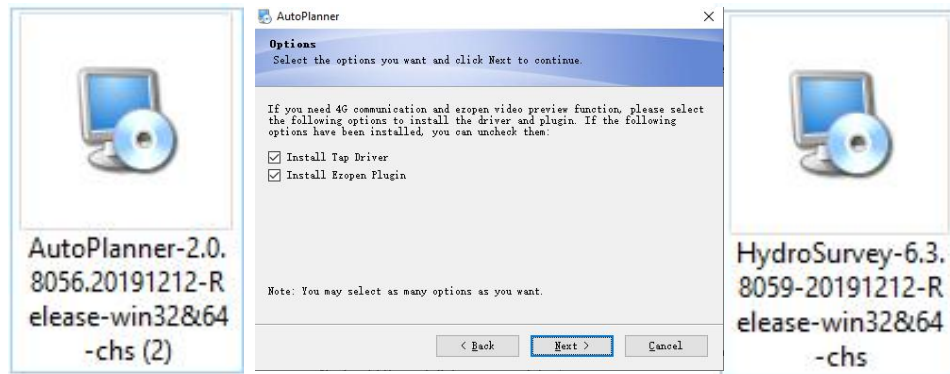 AutoPlanner-2.0.
8056.20191212-R
elease-win32&64
-chs (2)
AutoPlanner
Options
Select the options you want and click Next to continue.
If you need 4G communication and ezopen video preview function, please select
the following options to install the driver and plugin. If the following
options have been installed, you can uncheck them:
Install Tap Driver
Install Ezopen Plugin
Note: You may select as many options as you want.
< Back
Next >
Cancel
HydroSurvey-6.3.
8059-20191212-R
elease-win32&64
-chs